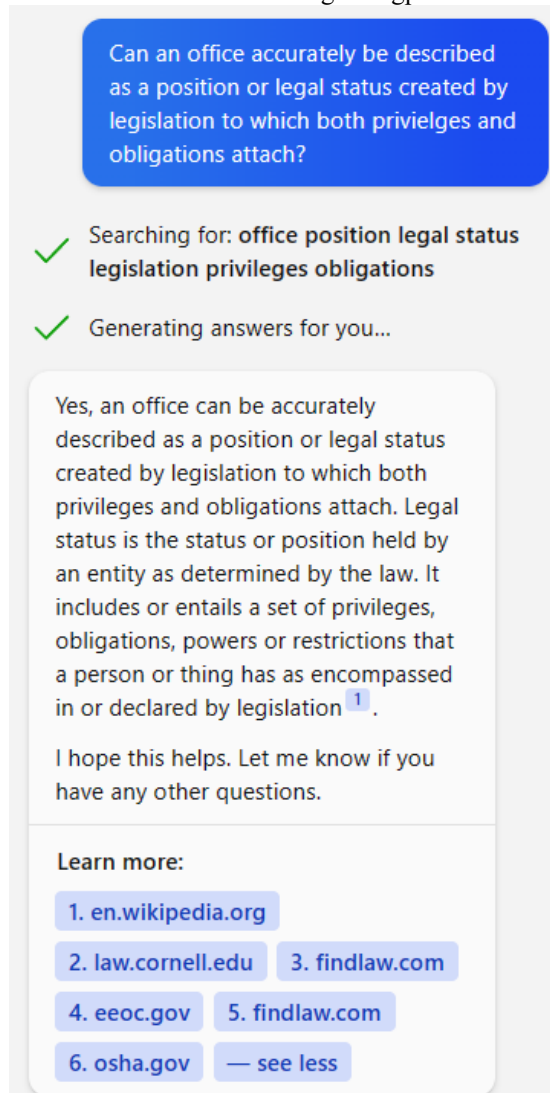 Can an office accurately be described
as a position or legal status created by
legislation to which both privielges and
obligations attach?
Searching for: office position legal status
legislation privileges obligations
Generating answers for you...
Yes, an office can be accurately
described as a position or legal status
created by legislation to which both
privileges and obligations attach. Legal
status is the status or position held by
an entity as determined by the law. It
includes or entails a set of privileges,
obligations, powers or restrictions that
a person or thing has as encompassed
in or declared by legislation 1 .
I hope this helps. Let me know if you
have any other questions.
Learn more:
1. en.wikipedia.org
2. law.cornell.edu 3. findlaw.com
4. eeoc.gov 5. findlaw.com
6. osha.gov — see less